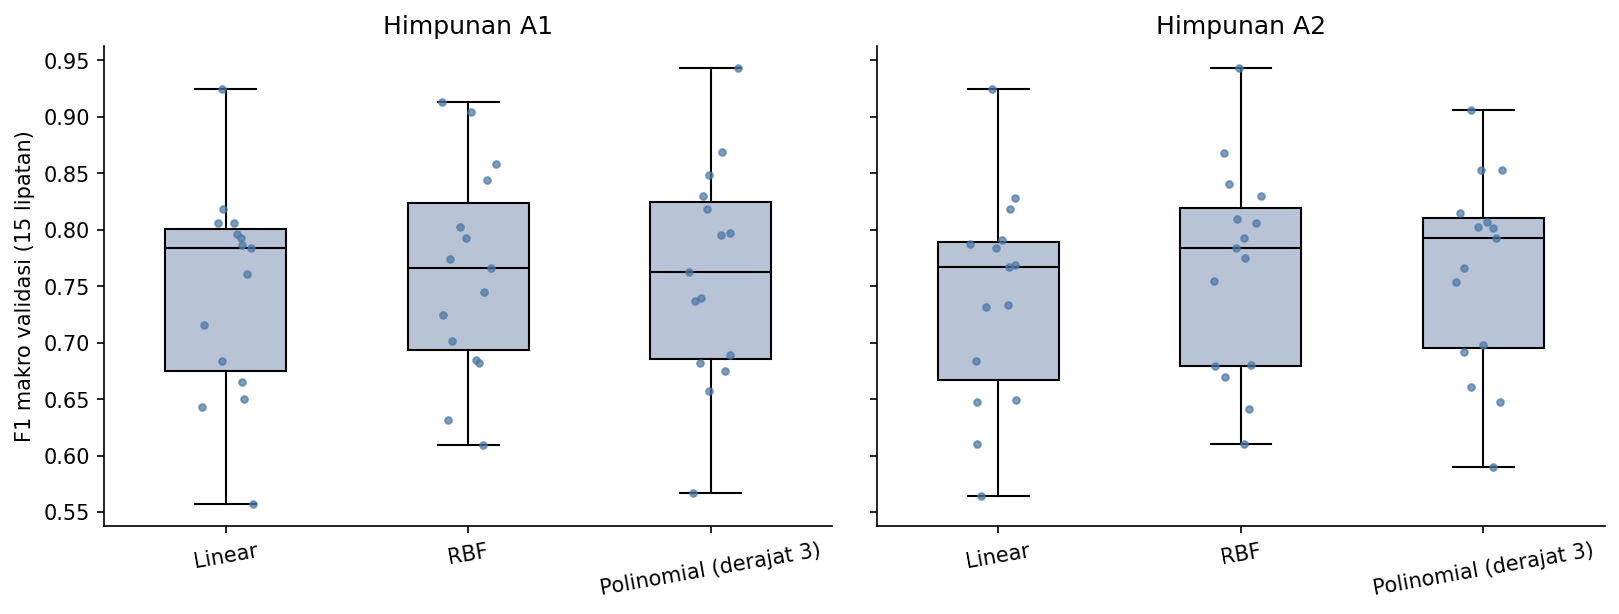 Himpunan A1
Himpunan A2
F1 makro validasi (15 lipatan)
0.95
0.90
0.85
0.80
0.75
0.70
0.65
0.60
0.55
Linear
RBF
Polinomial (derajat 3)
Linear
RBF
Polinomial (derajat 3)